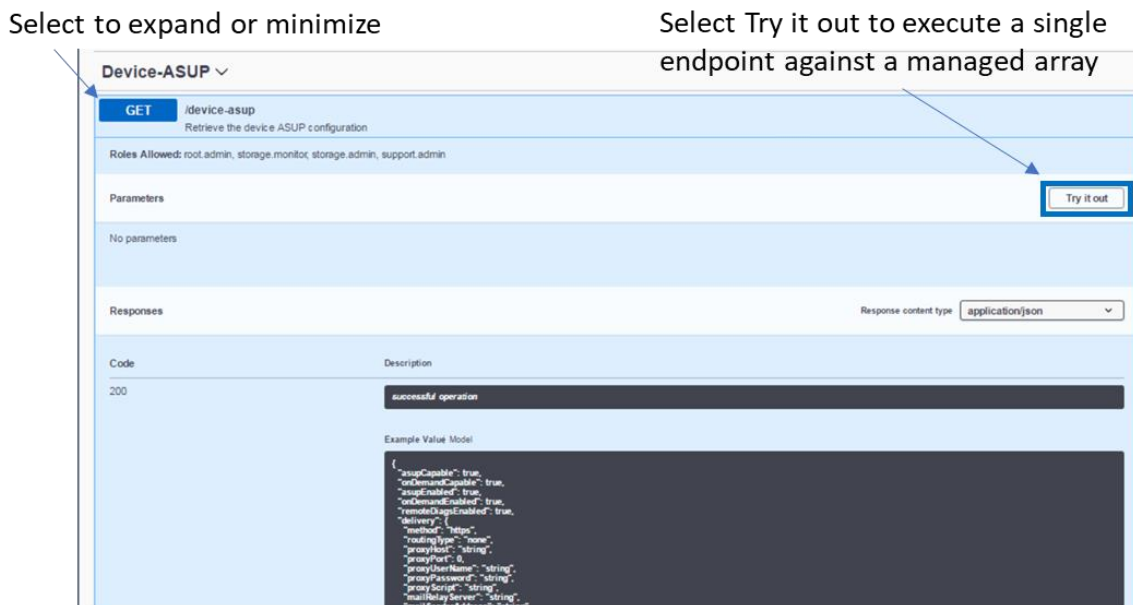 Select to expand or minimize
Select Try it out to execute a single
endpoint against a managed array
Device-ASUP
GET /device-asup
Retrieve the device ASUP configuration
Roles Allowed: root.admin, storage.monitor, storage.admin, support.admin
Parameters
Try it out
No parameters
Responses
Response content type application/json
Code Description
200 successful operation
Example Value Model
{
"asupCapable": true,
"onDemandCapable": true,
"asupEnabled": true,
"onDemandEnabled": true,
"remoteDiagsEnabled": true,
"delivery": {
"method": "https",
"routingType": "none",
"proxyHost": "string",
"proxyPort": 0,
"proxyUserName": "string",
"proxyPassword": "string",
"proxyScript": "string",
"mailRelayServer": "string",